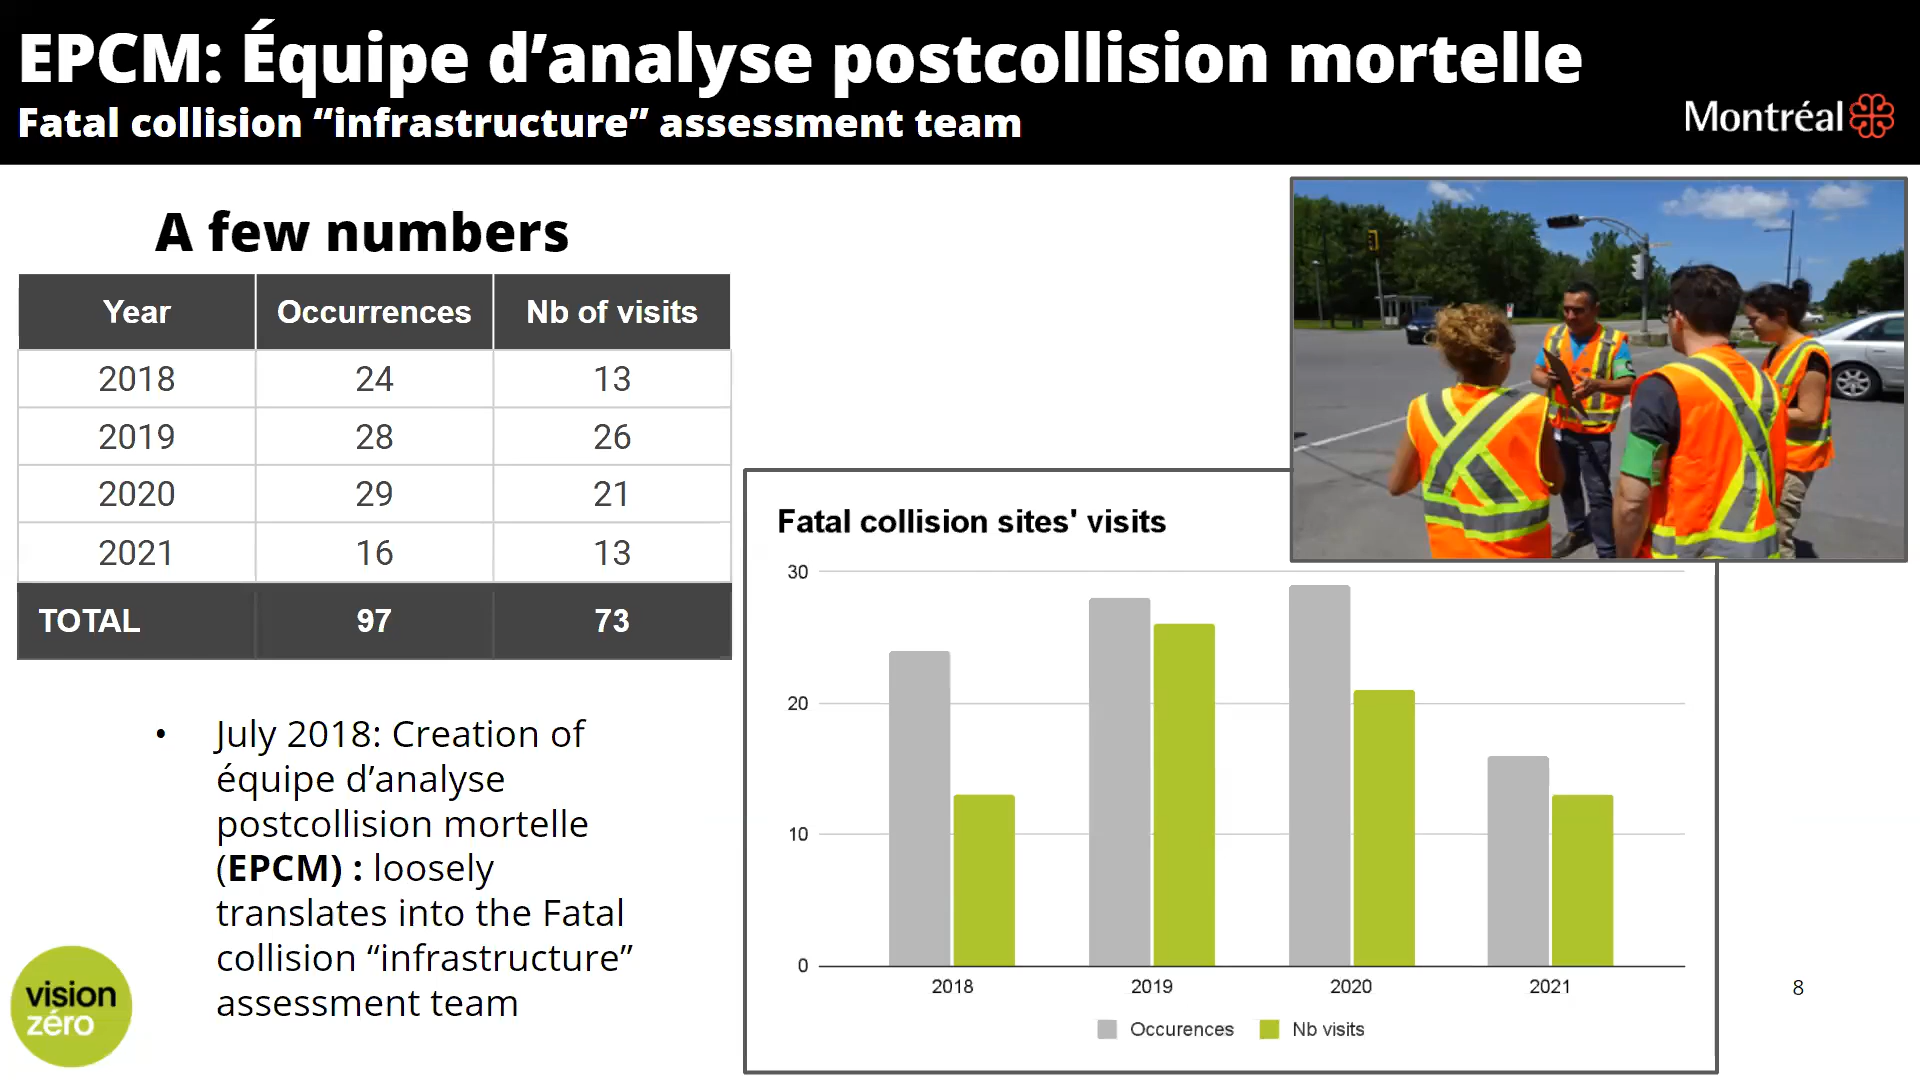 EPCM: Équipe d’analyse postcollision mortelle
Fatal collision “infrastructure” assessment team
Montréal
A few numbers
Year Occurrences Nb of visits
2018 24 13
2019 28 26
2020 29 21
2021 16 13
TOTAL 97 73
• July 2018: Creation of
équipe d’analyse
postcollision mortelle
(EPCM) : loosely
translates into the Fatal
collision “infrastructure”
assessment team
vision
zéro
Fatal collision sites' visits
30
20
10
0
2018 2019 2020 2021
Occurences Nb visits
8